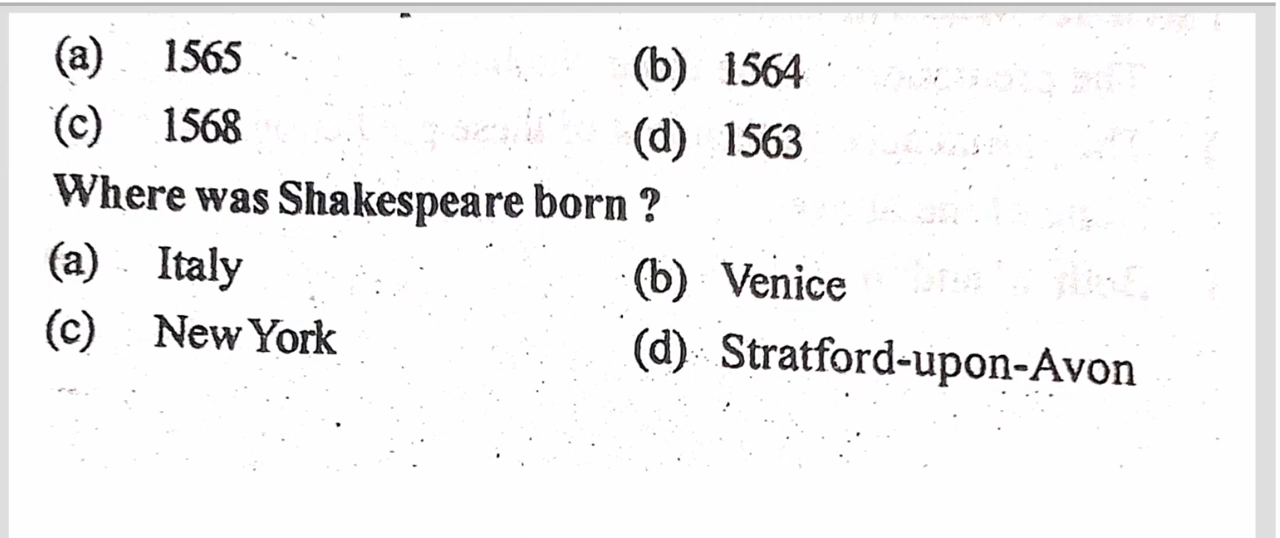 (a) 1565 (b) 1564
(c) 1568 (d) 1563
Where was Shakespeare born ?
(a) Italy (b) Venice
(c) New York (d) Stratford-upon-Avon